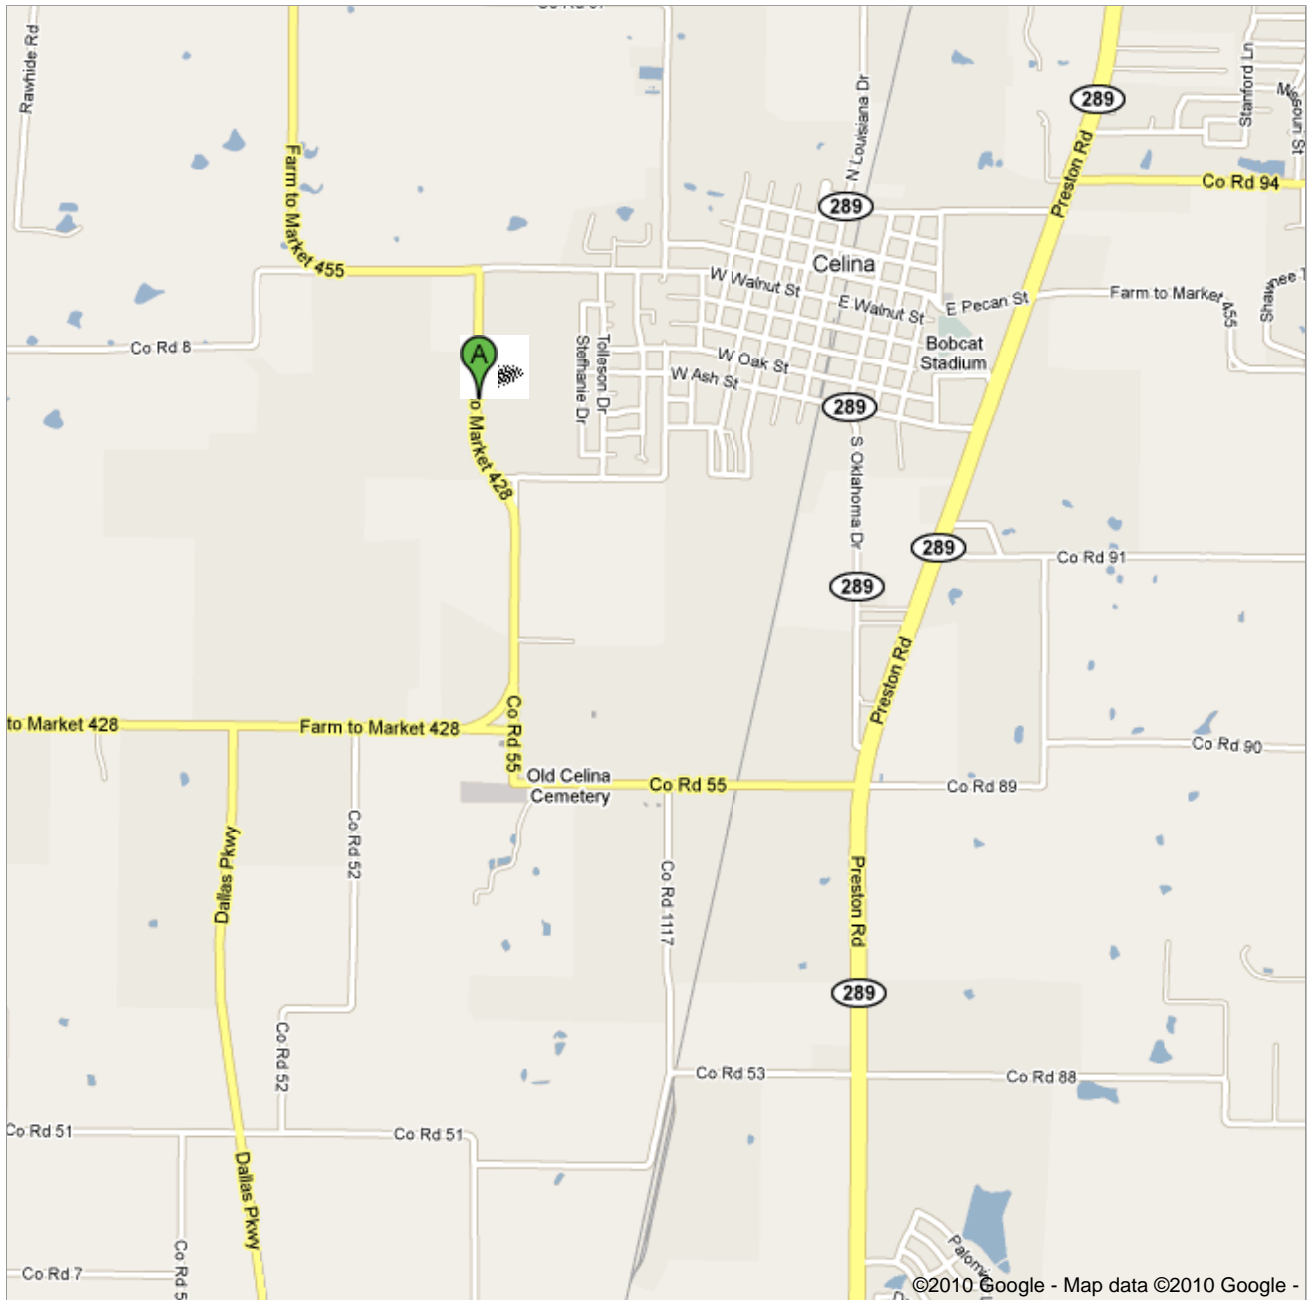 Rawhide Rd
289
N Louisiana Dr
Stanford Ln
Farm to Market 455
Preston Rd
Co Rd 94
289
Celina
W Walnut St
E Walnut St
E Pecan St
Farm to Market 455
Co Rd 8
A
Tolleson Dr
Stefhanie Dr
W Oak St
W Ash St
Bobcat
Stadium
289
o Market 428
S Oklahoma Dr
289
Co Rd 91
289
Preston Rd
to Market 428
Farm to Market 428
Co Rd 55
Co Rd 90
Old Celina
Cemetery
Co Rd 55
Co Rd 89
Co Rd 52
Dallas Pkwy
Co Rd 1117
Preston Rd
289
Co Rd 52
Co Rd 53
Co Rd 88
Co Rd 51
Co Rd 51
Dallas Pkwy
Co Rd 7
Co Rd 5
©2010 Google - Map data ©2010 Google -